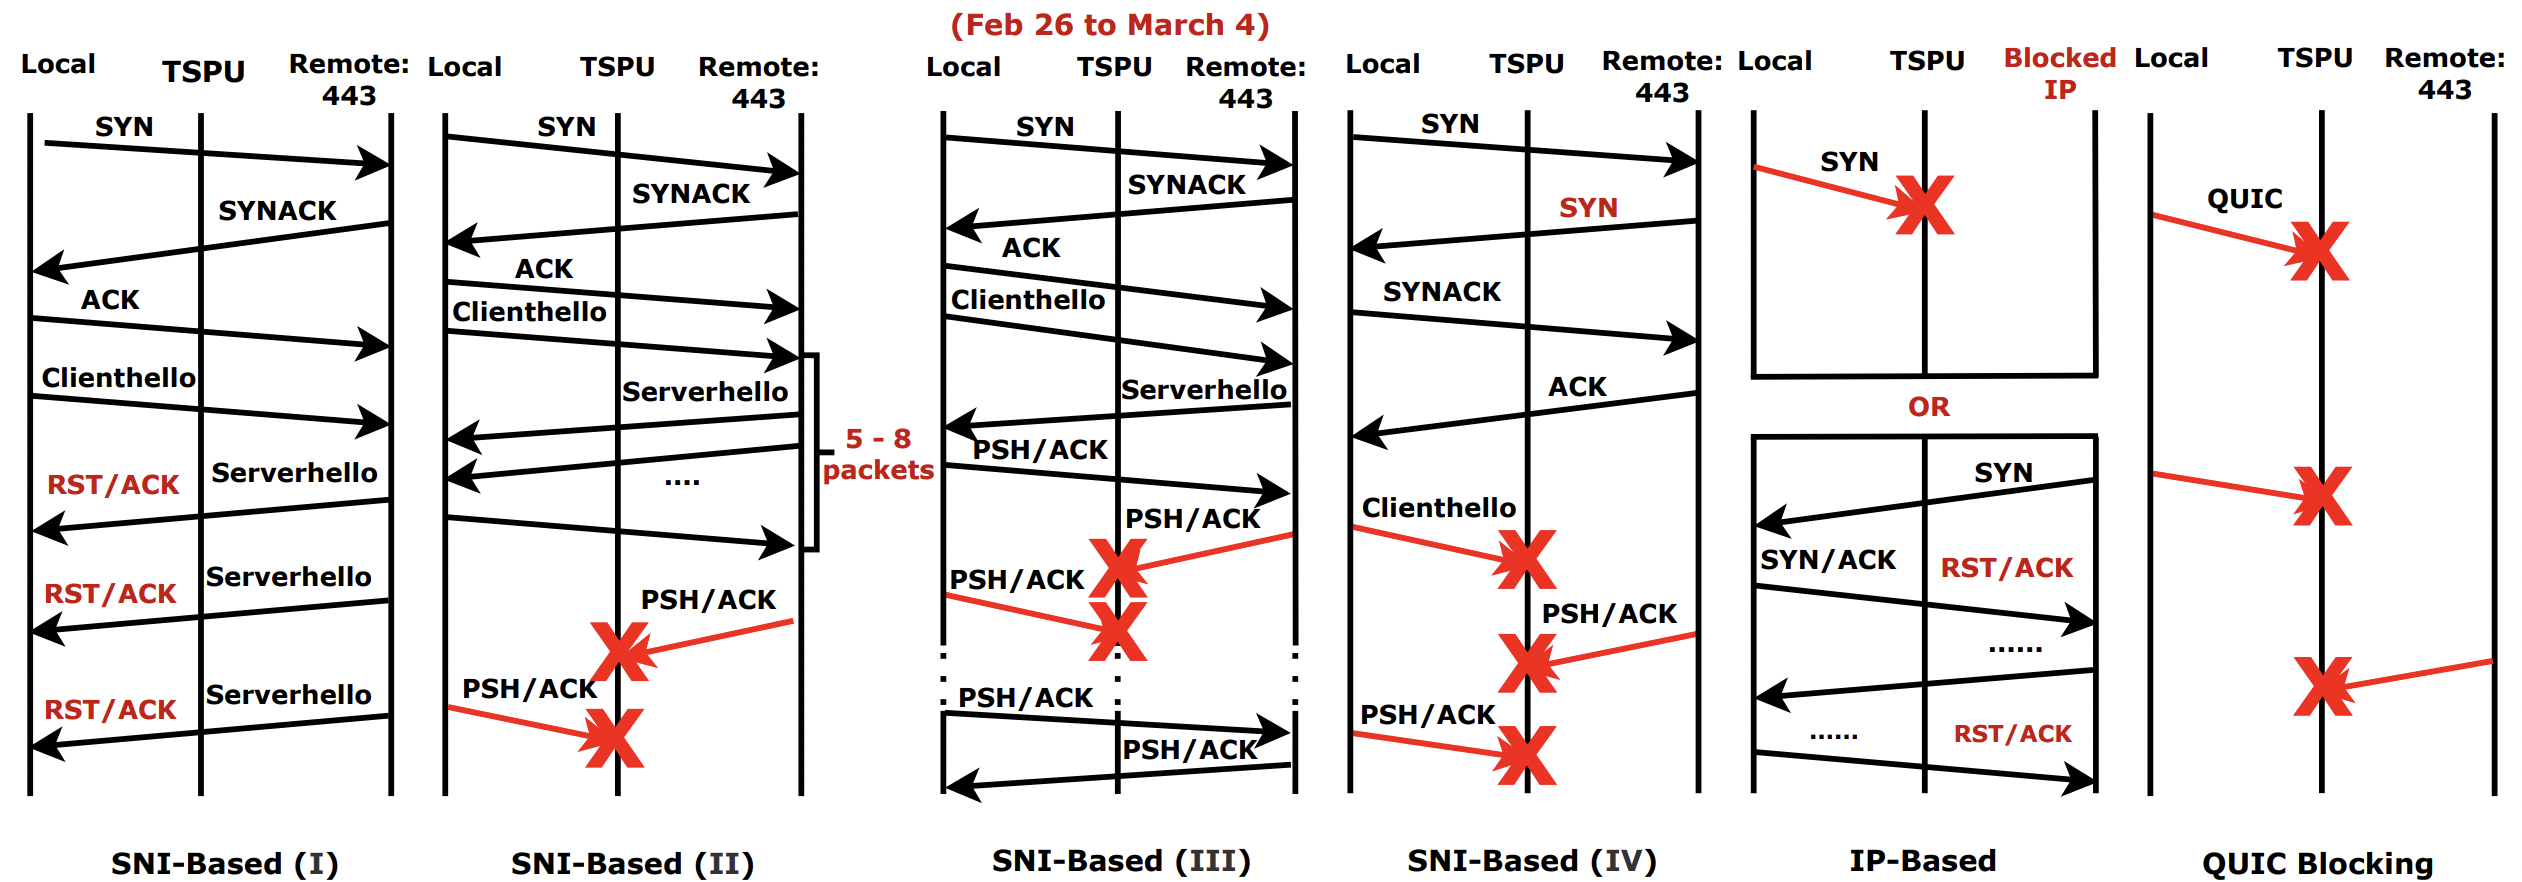 (Feb 26 to March 4)
Local TSPU Remote:
443
SYN
SYNACK
ACK
Clienthello
RST/ACK Serverhello
RST/ACK Serverhello
RST/ACK Serverhello
SNI-Based (I)
Local TSPU Remote:
443
SYN
SYNACK
ACK
Clienthello
Serverhello
....
5 - 8
packets
PSH/ACK
PSH/ACK
SNI-Based (II)
Local TSPU Remote:
443
SYN
SYNACK
ACK
Clienthello
Serverhello
PSH/ACK
PSH/ACK
PSH/ACK
PSH/ACK
PSH/ACK
SNI-Based (III)
Local TSPU Remote:
443
SYN
SYN
SYNACK
ACK
Clienthello
PSH/ACK
PSH/ACK
SNI-Based (IV)
Local TSPU Blocked
IP
SYN
OR
SYN
SYN/ACK RST/ACK
......
...... RST/ACK
IP-Based
Local TSPU Remote:
443
QUIC
QUIC Blocking